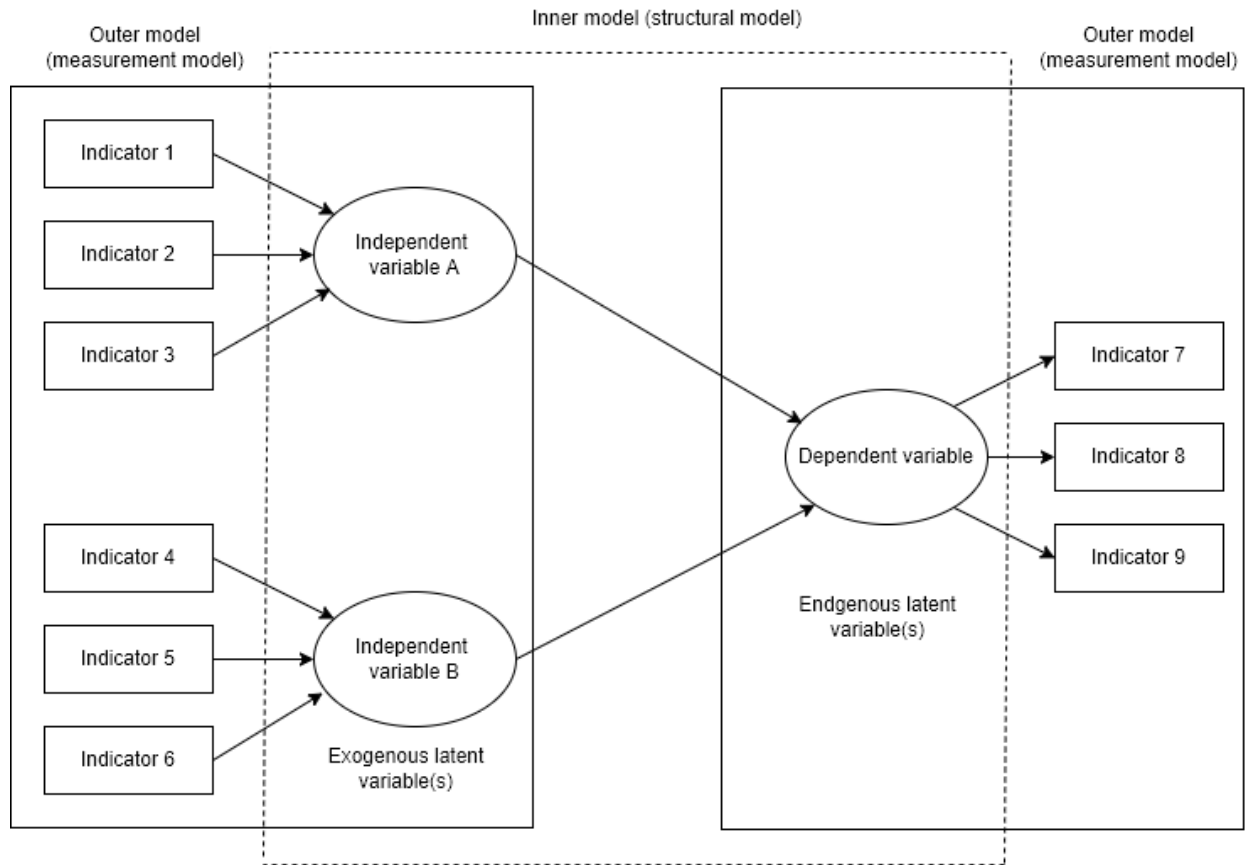 Inner model (structural model)
Outer model
(measurement model)
Outer model
(measurement model)
Indicator 1
Indicator 2
Indicator 3
Independent
variable A
Indicator 4
Indicator 5
Indicator 6
Independent
variable B
Exogenous latent
variable(s)
Dependent variable
Endgenous latent
variable(s)
Indicator 7
Indicator 8
Indicator 9